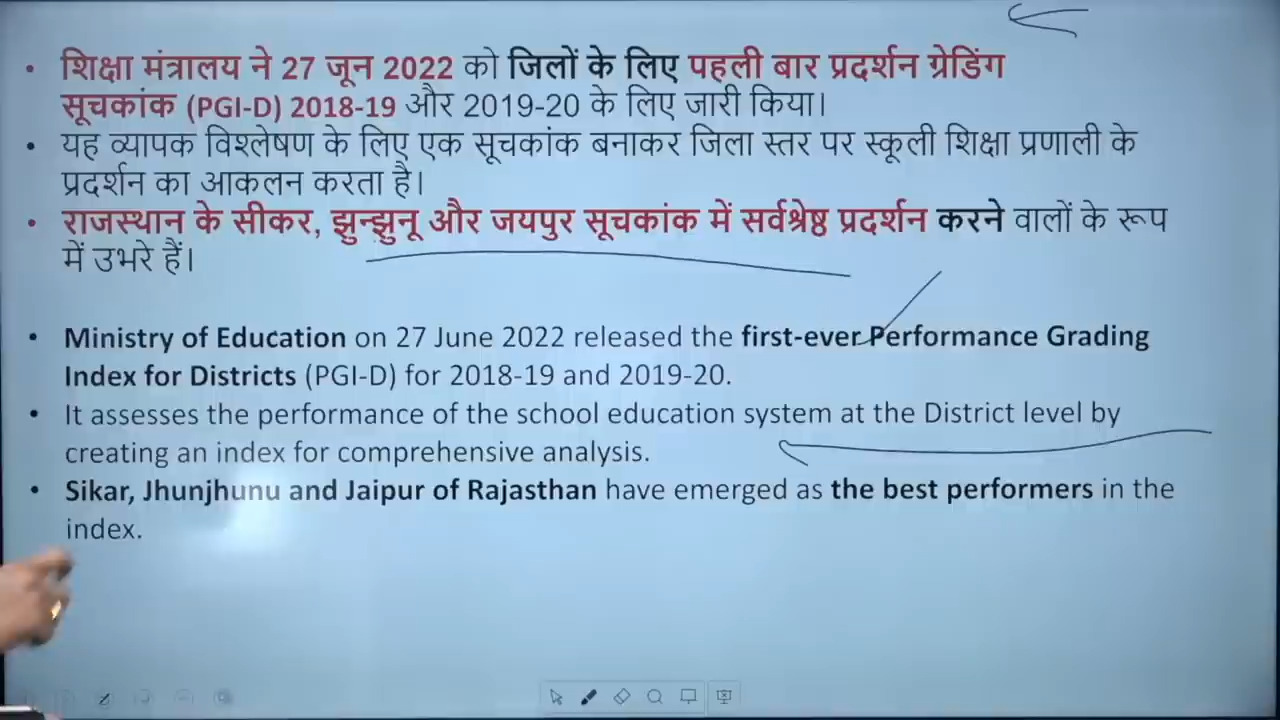 शिक्षा मंत्रालय ने 27 जून 2022 को जिलों के लिए पहली बार प्रदर्शन ग्रेडिंग
सूचकांक (PGI-D) 2018-19 और 2019-20 के लिए जारी किया।
यह व्यापक विश्लेषण के लिए एक सूचकांक बनाकर जिला स्तर पर स्कूली शिक्षा प्रणाली के
प्रदर्शन का आकलन करता है।
राजस्थान के सीकर, झुन्झुनू और जयपुर सूचकांक में सर्वश्रेष्ठ प्रदर्शन करने वालों के रूप
में उभरे हैं।
Ministry of Education on 27 June 2022 released the first-ever Performance Grading
Index for Districts (PGI-D) for 2018-19 and 2019-20.
It assesses the performance of the school education system at the District level by
creating an index for comprehensive analysis.
Sikar, Jhunjhunu and Jaipur of Rajasthan have emerged as the best performers in the
index.